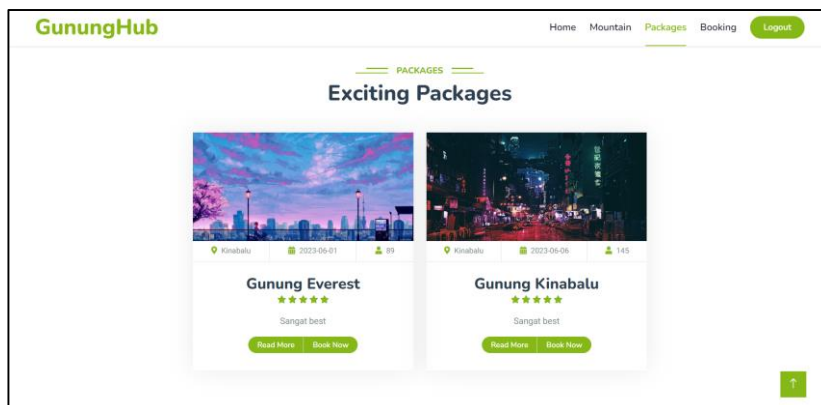 GunungHub
Home Mountain Packages Booking Logout
PACKAGES
Exciting Packages
Kinabalu 2023-06-01 89
Kinabalu 2023-06-06 145
Gunung Everest
Sangat best
Read More Book Now
Gunung Kinabalu
Sangat best
Read More Book Now